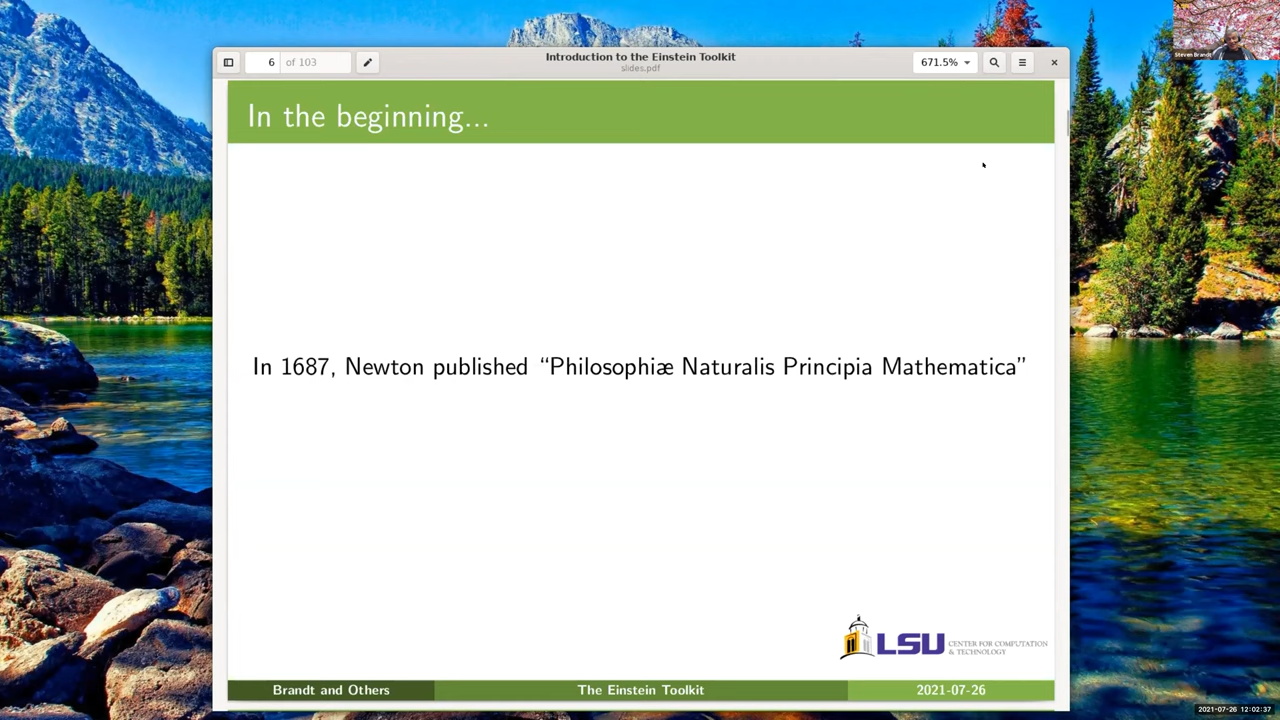 Steven Brandt
6 of 103
Introduction to the Einstein Toolkit
slides.pdf
671.5%
In the beginning...
In 1687, Newton published “Philosophiæ Naturalis Principia Mathematica”
LSU CENTER FOR COMPUTATION
& TECHNOLOGY
Brandt and Others
The Einstein Toolkit
2021-07-26
2021-07-26 12:02:37